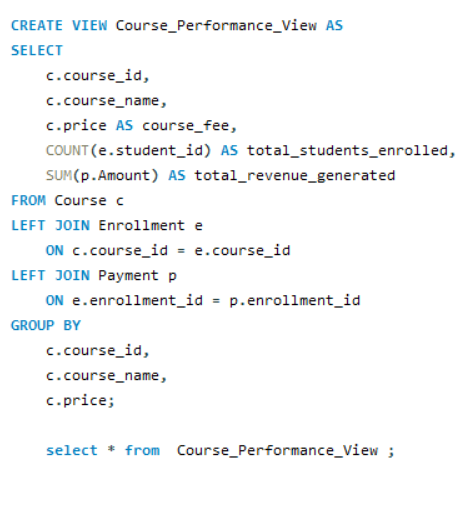 CREATE VIEW Course_Performance_View AS
SELECT
    c.course_id,
    c.course_name,
    c.price AS course_fee,
    COUNT(e.student_id) AS total_students_enrolled,
    SUM(p.Amount) AS total_revenue_generated
FROM Course c
LEFT JOIN Enrollment e
    ON c.course_id = e.course_id
LEFT JOIN Payment p
    ON e.enrollment_id = p.enrollment_id
GROUP BY
    c.course_id,
    c.course_name,
    c.price;
    select * from  Course_Performance_View ;